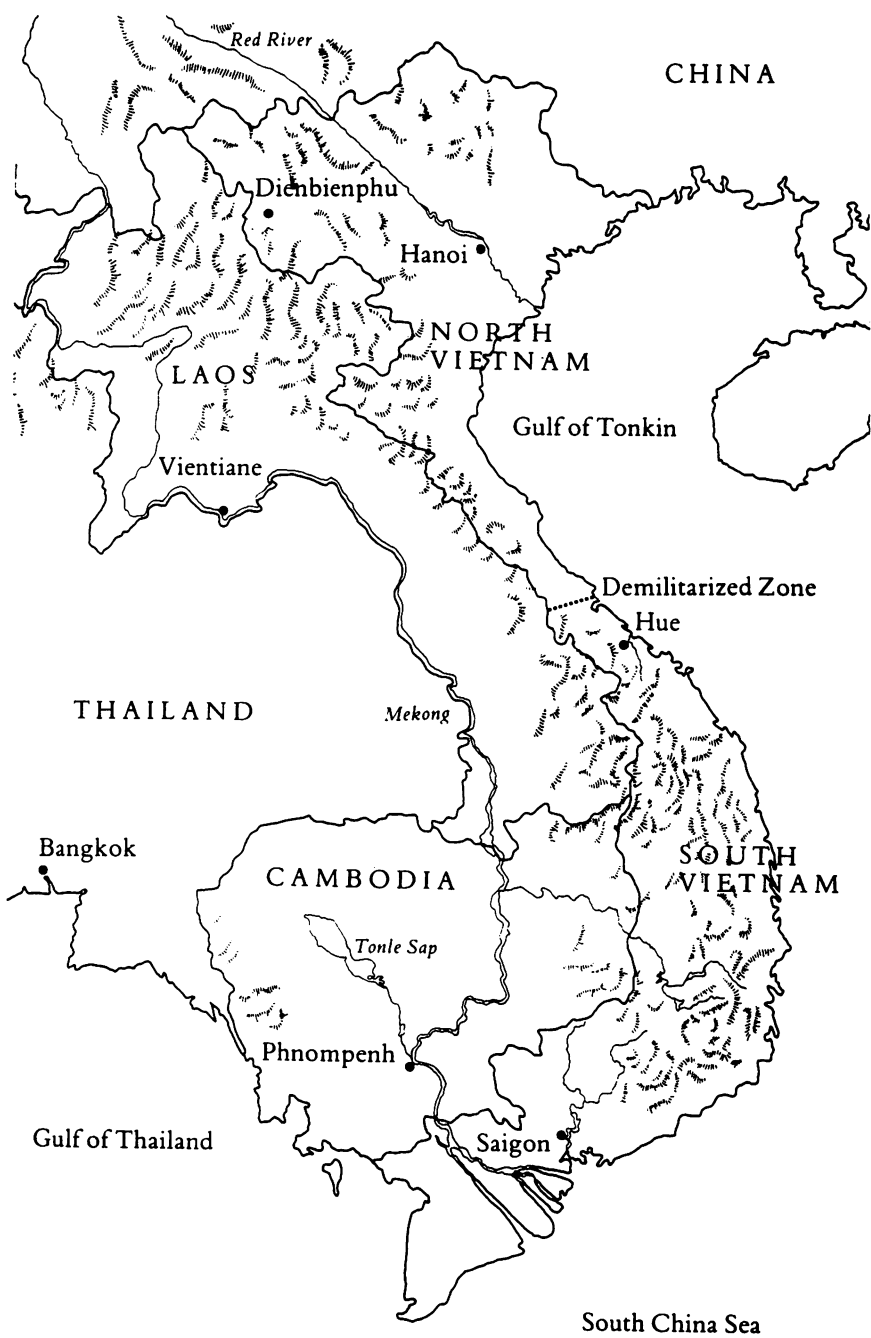 Red River
CHINA
Dienbienphu
Hanoi
NORTH
VIETNAM
LAOS
Gulf of Tonkin
Vientiane
Demilitarized Zone
Hue
THAILAND
Mekong
Bangkok
SOUTH
VIETNAM
CAMBODIA
Tonle Sap
Phnompenh
Gulf of Thailand
Saigon
South China Sea